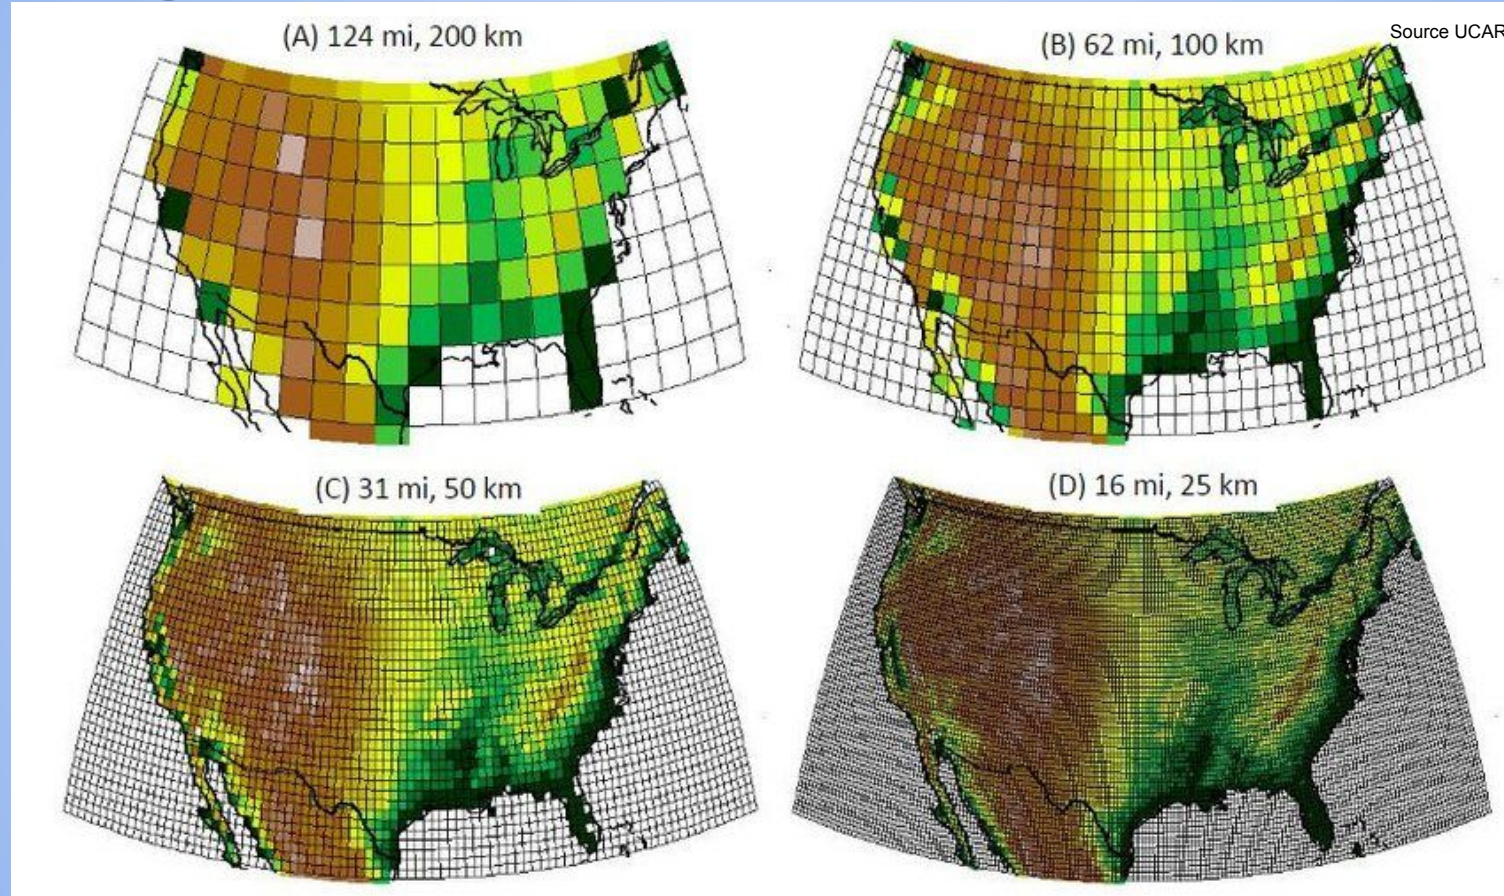 (A) 124 mi, 200 km
(B) 62 mi, 100 km
Source UCAR
(C) 31 mi, 50 km
(D) 16 mi, 25 km